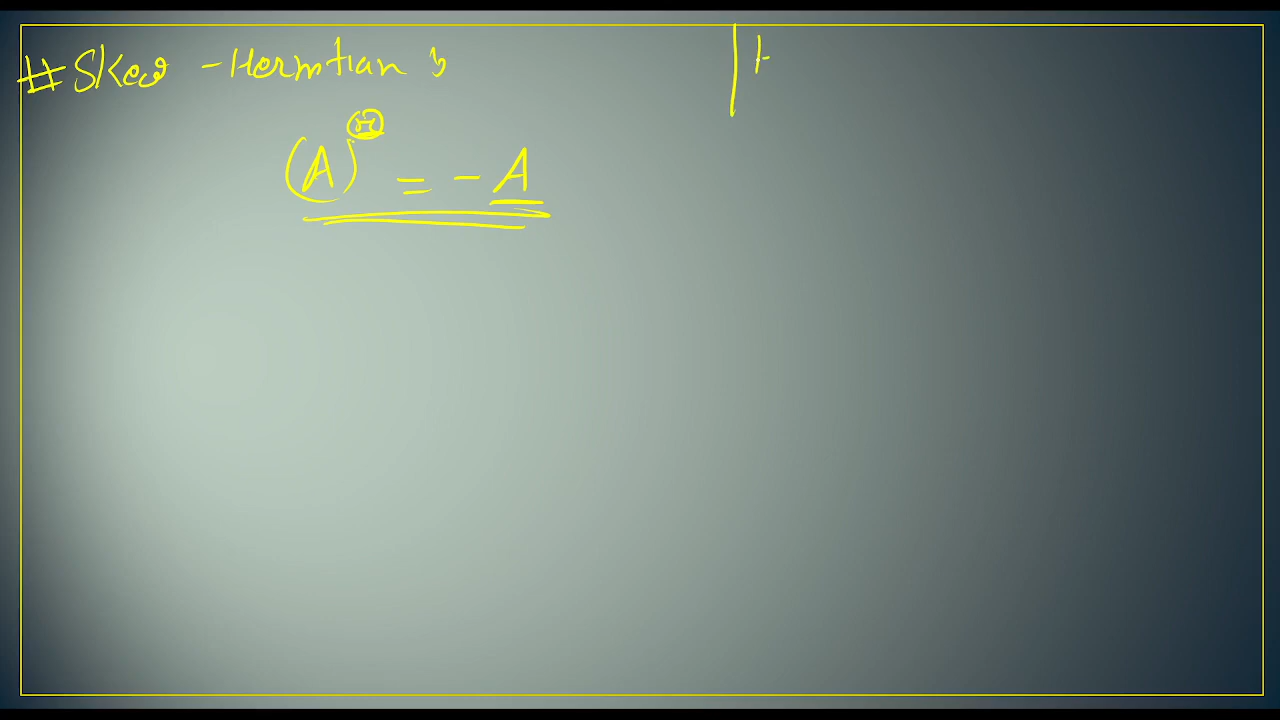 #Skew -Hermtian :
| H
(A)^Ⓗ = - A